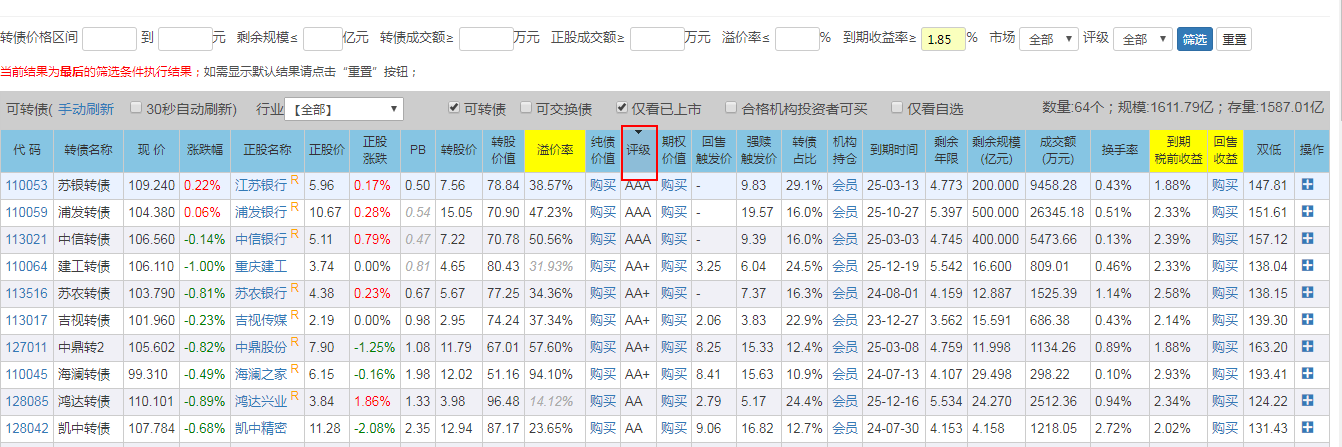 转债价格区间 到 元 剩余规模≤ 亿元 转债成交额≥ 万元 正股成交额≥ 万元 溢价率≤ % 到期收益率≥ 1.85 % 市场 全部 评级 全部 筛选 重置
当前结果为最后的筛选条件执行结果；如需显示默认结果请点击“重置”按钮；
可转债( 手动刷新 30秒自动刷新) 行业 【全部】 可转债 可交换债 仅看已上市 合格机构投资者可买 仅看自选 数量:64个；规模:1611.79亿；存量:1587.01亿
代 码 转债名称 现 价 涨跌幅 正股名称 正股价 正股涨跌 PB 转股价 转股价值 溢价率 纯债价值 评级 期权价值 回售触发价 强赎触发价 转债占比 机构持仓 到期时间 剩余年限 剩余规模(亿元) 成交额(万元) 换手率 到期税前收益 回售收益 双低 操作
110053 苏银转债 109.240 0.22% 江苏银行 R 5.96 0.17% 0.50 7.56 78.84 38.57% 购买 AAA 购买 - 9.83 29.1% 会员 25-03-13 4.773 200.000 9458.28 0.43% 1.88% 购买 147.81
110059 浦发转债 104.380 0.06% 浦发银行 R 10.67 0.28% 0.54 15.05 70.90 47.23% 购买 AAA 购买 - 19.57 16.0% 会员 25-10-27 5.397 500.000 26345.18 0.51% 2.33% 购买 151.61
113021 中信转债 106.560 -0.14% 中信银行 R 5.11 0.79% 0.47 7.22 70.78 50.56% 购买 AAA 购买 - 9.39 16.0% 会员 25-03-03 4.745 400.000 5473.66 0.13% 2.39% 购买 157.12
110064 建工转债 106.110 -1.00% 重庆建工 3.74 0.00% 0.81 4.65 80.43 31.93% 购买 AA+ 购买 3.25 6.04 24.5% 会员 25-12-19 5.542 16.600 809.01 0.46% 2.33% 购买 138.04
113516 苏农转债 103.790 -0.81% 苏农银行 R 4.38 0.23% 0.67 5.67 77.25 34.36% 购买 AA+ 购买 - 7.37 16.3% 会员 24-08-01 4.159 12.887 1525.39 1.14% 2.58% 购买 138.15
113017 吉视转债 101.960 -0.23% 吉视传媒 R 2.19 0.00% 0.98 2.95 74.24 37.34% 购买 AA+ 购买 2.06 3.83 22.9% 会员 23-12-27 3.562 15.591 686.38 0.43% 2.14% 购买 139.30
127011 中鼎转2 105.602 -0.82% 中鼎股份 R 7.90 -1.25% 1.08 11.79 67.01 57.60% 购买 AA+ 购买 8.25 15.33 12.4% 会员 25-03-08 4.759 11.998 1134.26 0.89% 1.88% 购买 163.20
110045 海澜转债 99.310 -0.49% 海澜之家 R 6.15 -0.16% 1.98 12.02 51.16 94.10% 购买 AA+ 购买 8.41 15.63 10.9% 会员 24-07-13 4.107 29.498 298.22 0.10% 2.93% 购买 193.41
128085 鸿达转债 110.101 -0.89% 鸿达兴业 R 3.84 1.86% 1.33 3.98 96.48 14.12% 购买 AA 购买 2.79 5.17 24.4% 会员 25-12-16 5.534 24.270 2512.36 0.94% 2.34% 购买 124.22
128042 凯中转债 107.784 -0.68% 凯中精密 11.28 -2.08% 2.35 12.94 87.17 23.65% 购买 AA 购买 9.06 16.82 12.7% 会员 24-07-30 4.153 4.158 1218.05 2.72% 2.02% 购买 131.43